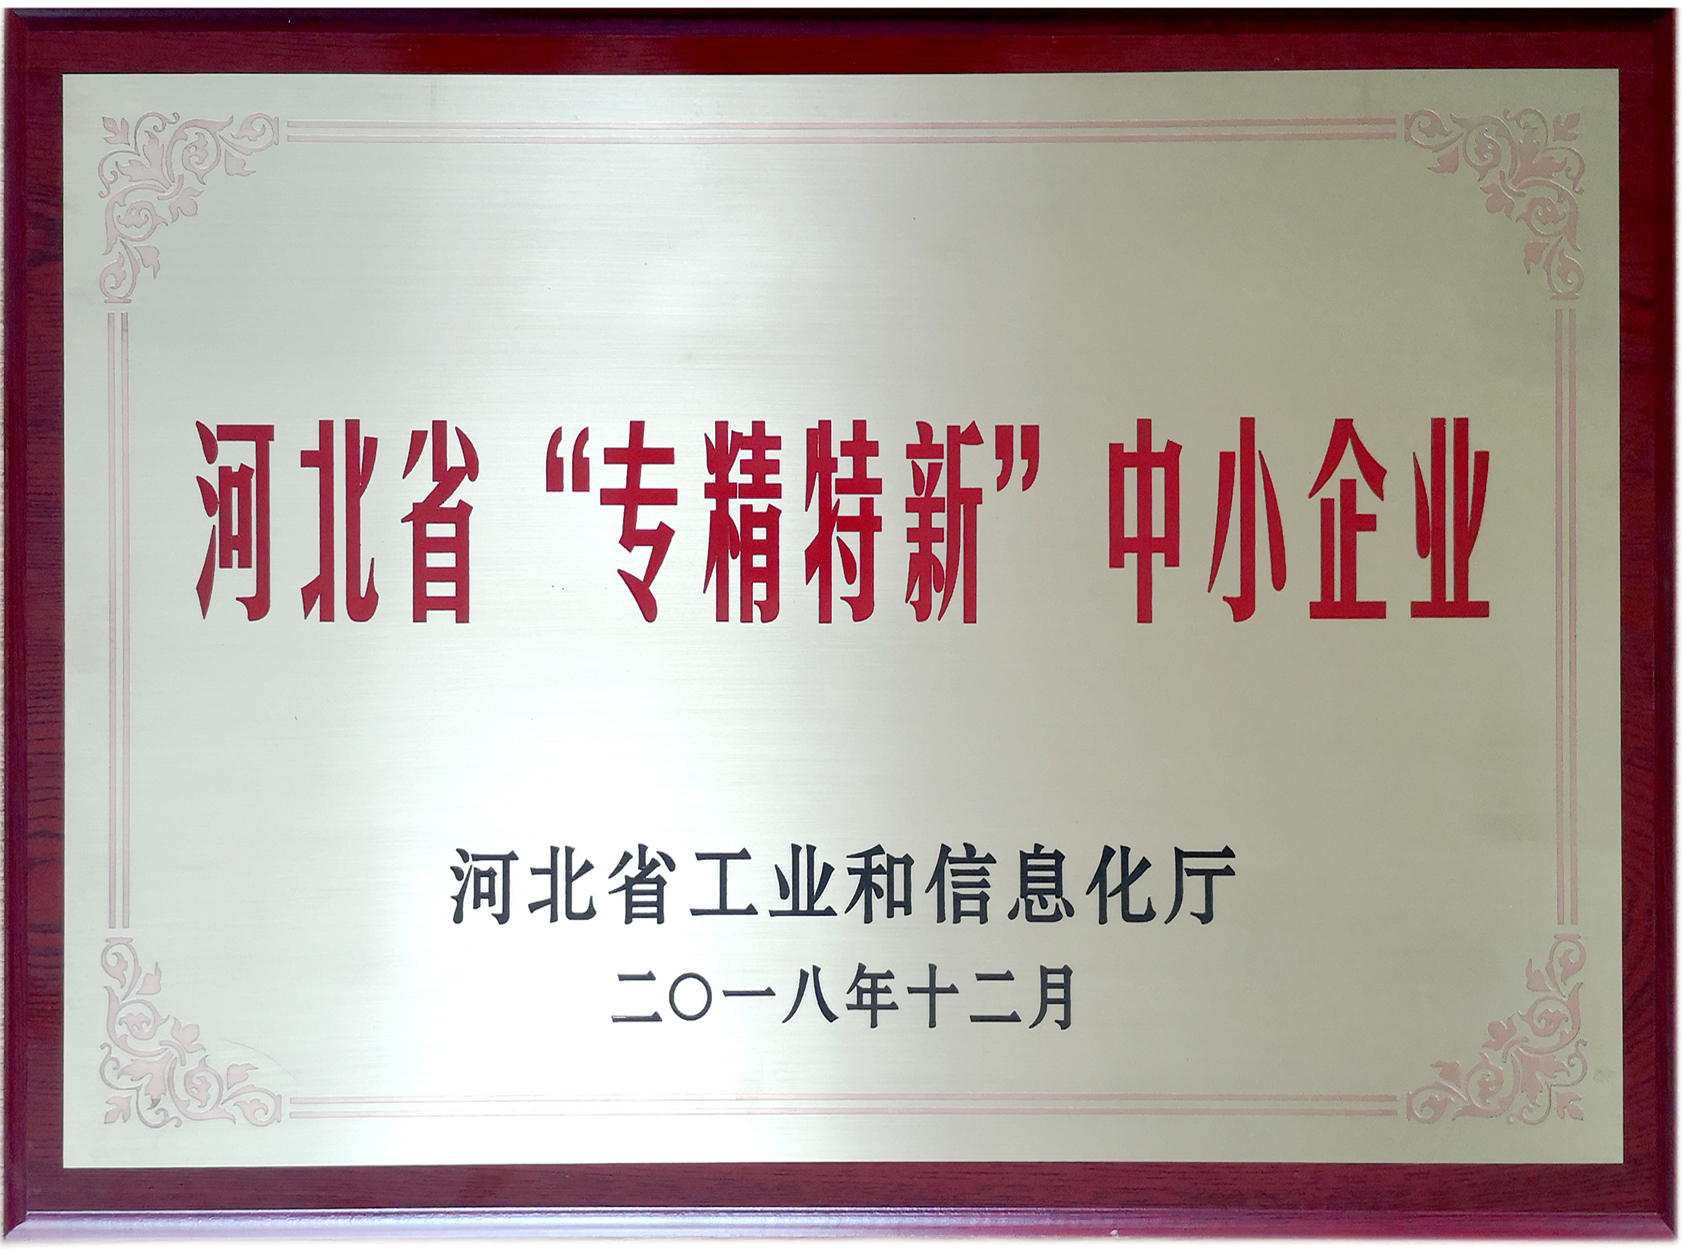 河北省“专精特新”中小企业
河北省工业和信息化厅
二〇一八年十二月